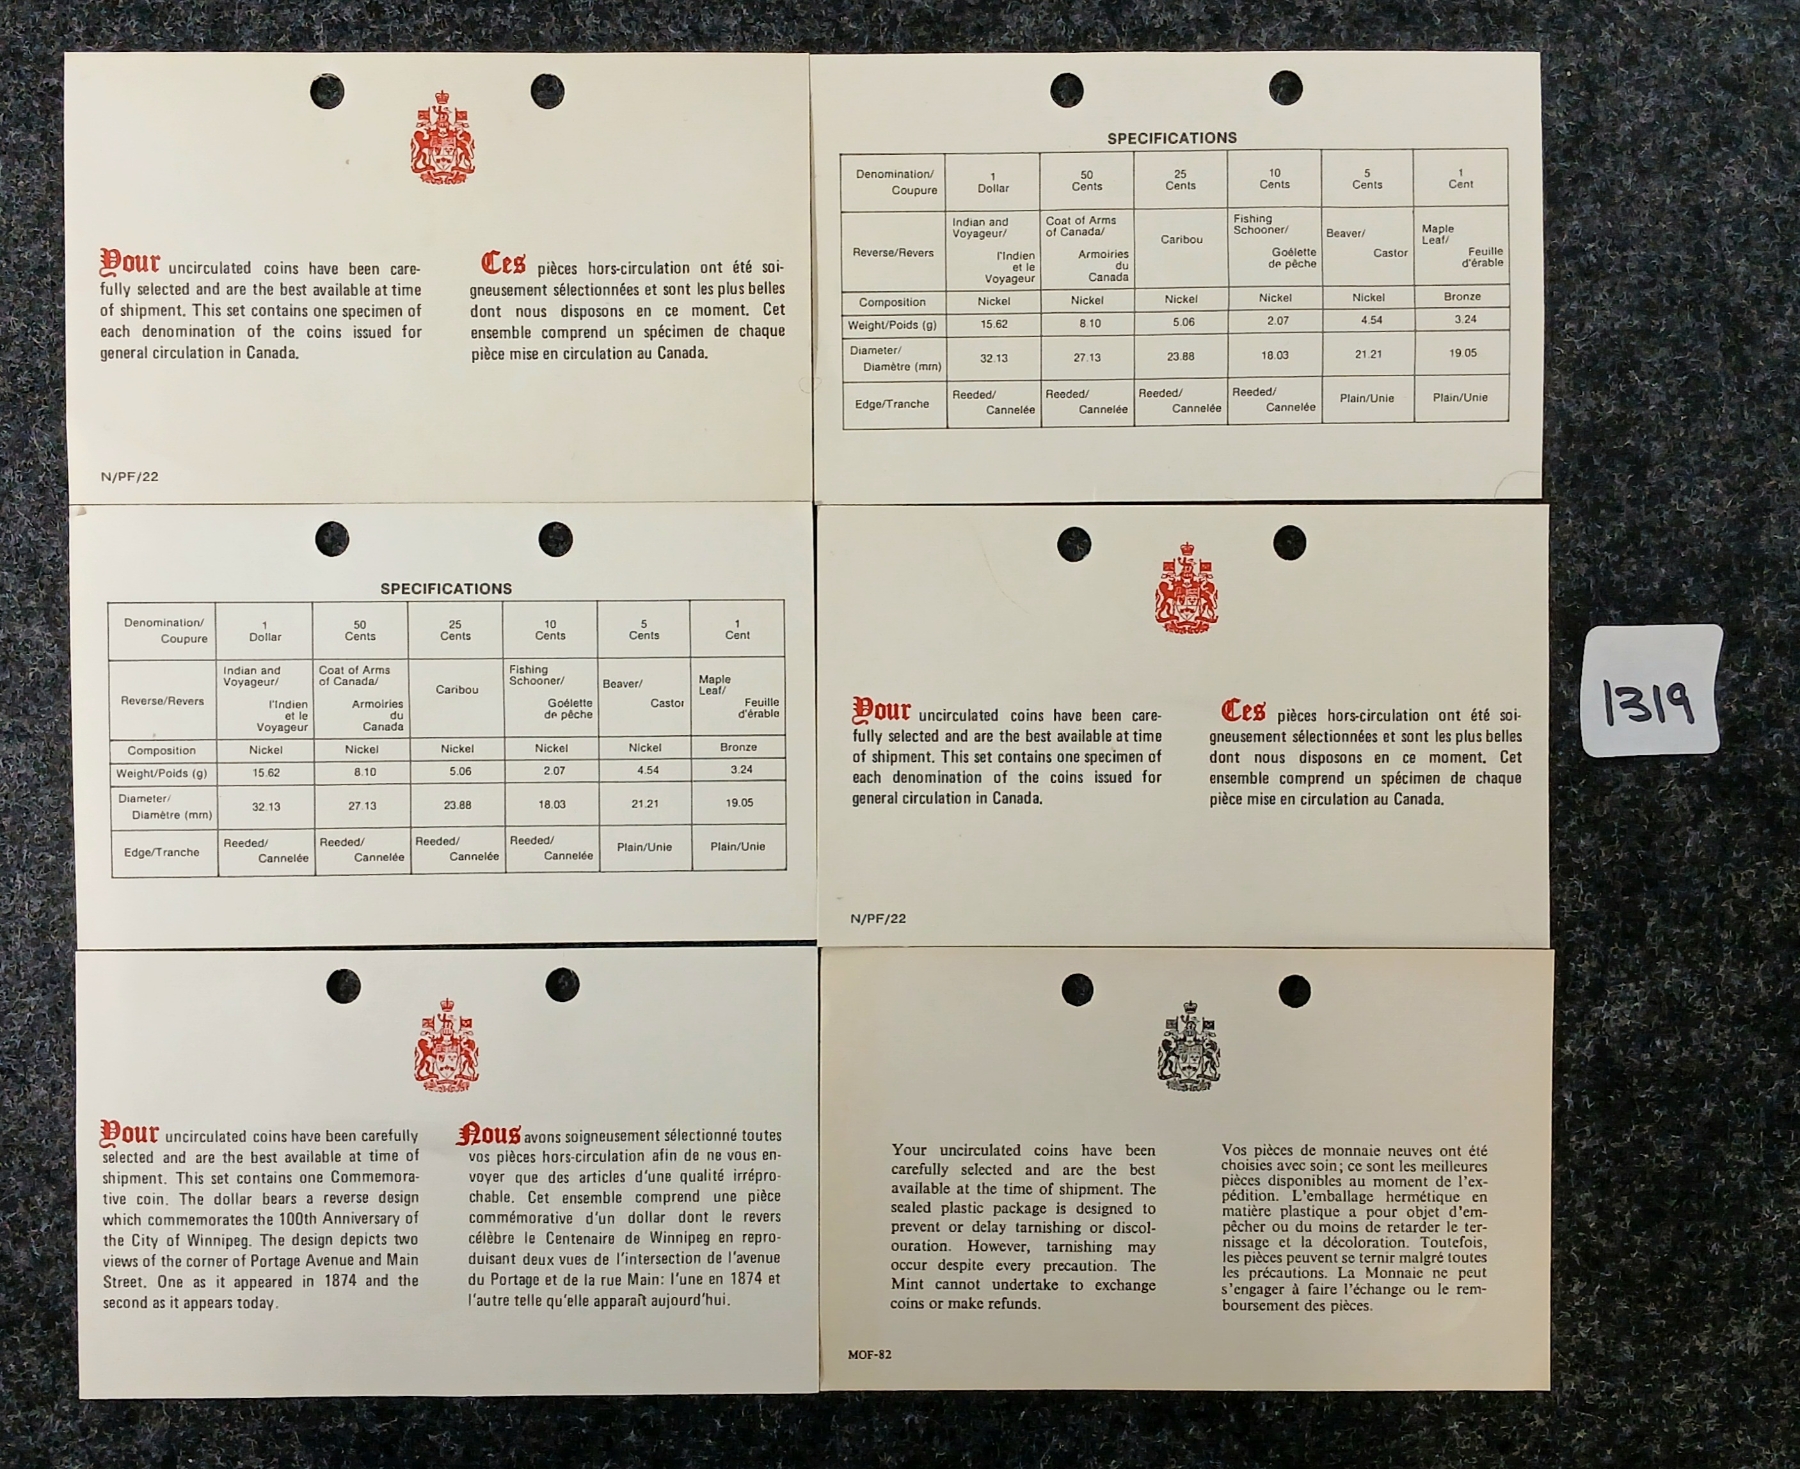 Your uncirculated coins have been care-
fully selected and are the best available at time
of shipment. This set contains one specimen of
each denomination of the coins issued for
general circulation in Canada.
Ces pièces hors-circulation ont été soi-
gneusement sélectionnées et sont les plus belles
dont nous disposons en ce moment. Cet
ensemble comprend un spécimen de chaque
pièce mise en circulation au Canada.
N/PF/22
SPECIFICATIONS
Denomination/ 1 50 25 10 5 1
Coupure Dollar Cents Cents Cents Cents Cent
Reverse/Revers
Indian and
Voyageur/
l'Indien
et le
Voyageur
Coat of Arms
of Canada/
Armoiries
du
Canada
Caribou
Fishing
Schooner/
Goélette
de pêche
Beaver/
Castor
Maple
Leaf/
Feuille
d'érable
Composition Nickel Nickel Nickel Nickel Nickel Bronze
Weight/Poids (g) 15.62 8.10 5.06 2.07 4.54 3.24
Diameter/
Diamètre (mm) 32.13 27.13 23.88 18.03 21.21 19.05
Edge/Tranche Reeded/ Reeded/ Reeded/ Reeded/ Plain/Unie Plain/Unie
Cannelée Cannelée Cannelée Cannelée
SPECIFICATIONS
Denomination/ 1 50 25 10 5 1
Coupure Dollar Cents Cents Cents Cents Cent
Reverse/Revers
Indian and
Voyageur/
l'Indien
et le
Voyageur
Coat of Arms
of Canada/
Armoiries
du
Canada
Caribou
Fishing
Schooner/
Goélette
de pêche
Beaver/
Castor
Maple
Leaf/
Feuille
d'érable
Composition Nickel Nickel Nickel Nickel Nickel Bronze
Weight/Poids (g) 15.62 8.10 5.06 2.07 4.54 3.24
Diameter/
Diamètre (mm) 32.13 27.13 23.88 18.03 21.21 19.05
Edge/Tranche Reeded/ Reeded/ Reeded/ Reeded/ Plain/Unie Plain/Unie
Cannelée Cannelée Cannelée Cannelée
Your uncirculated coins have been care-
fully selected and are the best available at time
of shipment. This set contains one specimen of
each denomination of the coins issued for
general circulation in Canada.
Ces pièces hors-circulation ont été soi-
gneusement sélectionnées et sont les plus belles
dont nous disposons en ce moment. Cet
ensemble comprend un spécimen de chaque
pièce mise en circulation au Canada.
N/PF/22
1319
Your uncirculated coins have been carefully
selected and are the best available at time of
shipment. This set contains one Commemora-
tive coin. The dollar bears a reverse design
which commemorates the 100th Anniversary of
the City of Winnipeg. The design depicts two
views of the corner of Portage Avenue and Main
Street. One as it appeared in 1874 and the
second as it appears today.
Nous avons soigneusement sélectionné toutes
vos pièces hors-circulation afin de ne vous en-
voyer que des articles d'une qualité irrépro-
chable. Cet ensemble comprend une pièce
commémorative d'un dollar dont le revers
célèbre le Centenaire de Winnipeg en repro-
duisant deux vues de l'intersection de l'avenue
du Portage et de la rue Main: l'une en 1874 et
l'autre telle qu'elle apparaît aujourd'hui.
Your uncirculated coins have been
carefully selected and are the best
available at the time of shipment. The
sealed plastic package is designed to
prevent or delay tarnishing or discol-
ouration. However, tarnishing may
occur despite every precaution. The
Mint cannot undertake to exchange
coins or make refunds.
Vos pièces de monnaie neuves ont été
choisies avec soin; ce sont les meilleures
pièces disponibles au moment de l'ex-
pédition. L'emballage hermétique en
matière plastique a pour objet d'em-
pêcher ou du moins de retarder le ter-
nissage et la décoloration. Toutefois,
les pièces peuvent se ternir malgré toutes
les précautions. La Monnaie ne peut
s'engager à faire l'échange ou le rem-
boursement des pièces.
MOF-82